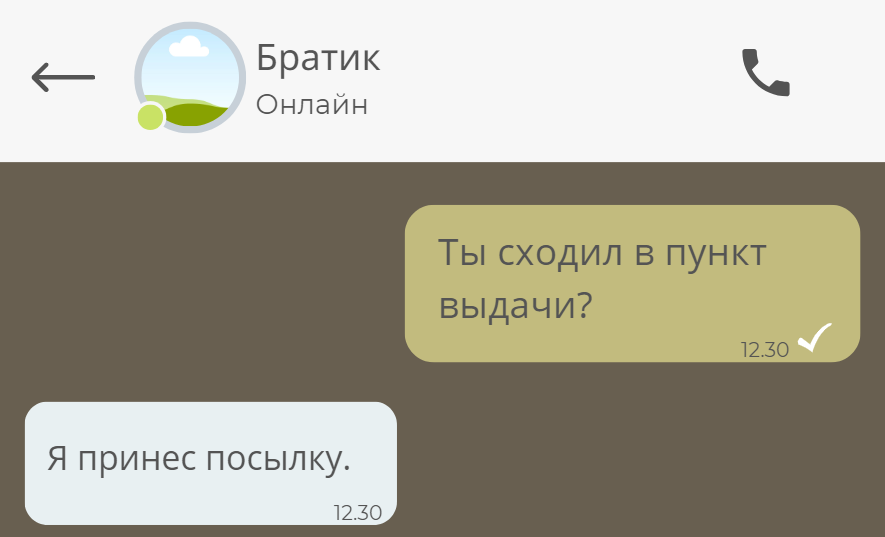 Братик
Онлайн
Ты сходил в пункт
выдачи?
12.30
Я принес посылку.
12.30